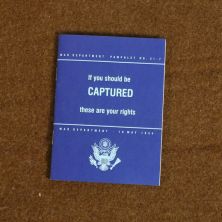 WAR DEPARTMENT PAMPHLET NO. 21-7
If you should be
CAPTURED
these are your rights
WAR DEPARTMENT 16 MAY 1944